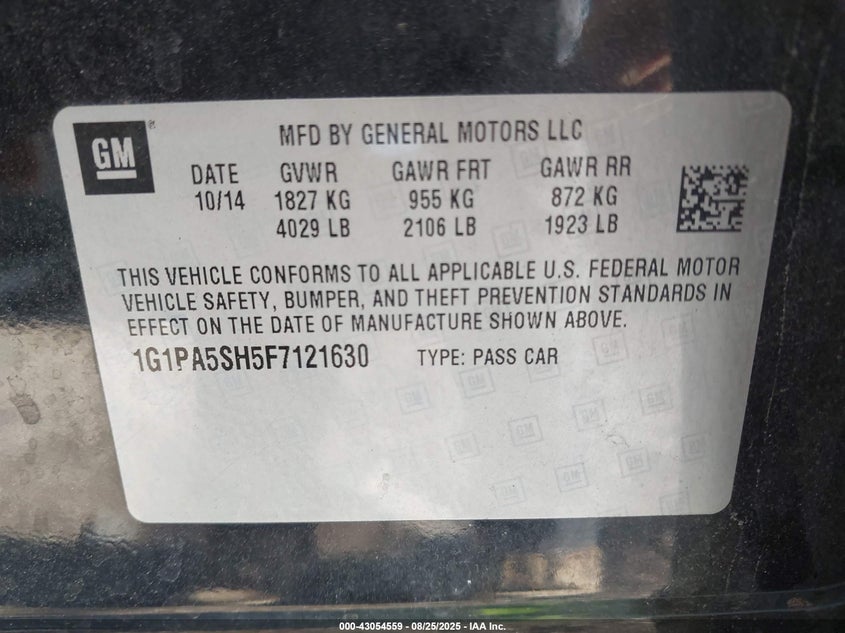 GM
MFD BY GENERAL MOTORS LLC
DATE GVWR GAWR FRT GAWR RR
10/14 1827 KG 955 KG 872 KG
4029 LB 2106 LB 1923 LB
THIS VEHICLE CONFORMS TO ALL APPLICABLE U.S. FEDERAL MOTOR
VEHICLE SAFETY, BUMPER, AND THEFT PREVENTION STANDARDS IN
EFFECT ON THE DATE OF MANUFACTURE SHOWN ABOVE.
1G1PA5SH5F7121630 TYPE: PASS CAR
000-43054559 - 08/25/2025 - IAA Inc.